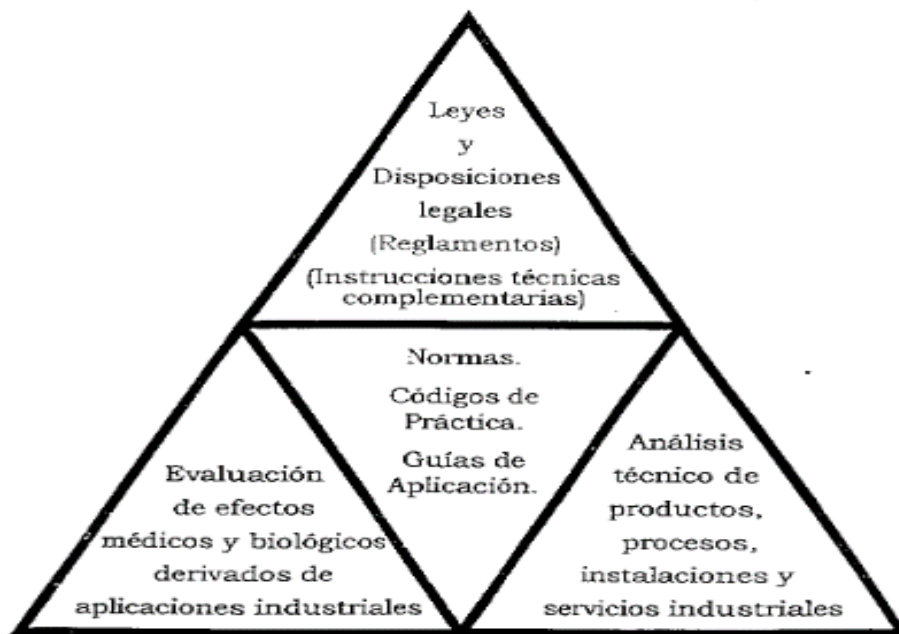 Leyes
y
Disposiciones
legales
(Reglamentos)
(Instrucciones técnicas
complementarias)
Normas.
Códigos de
Práctica.
Guías de
Aplicación.
Evaluación
de efectos
médicos y biológicos
derivados de
aplicaciones industriales
Análisis
técnico de
productos,
procesos,
instalaciones y
servicios industriales